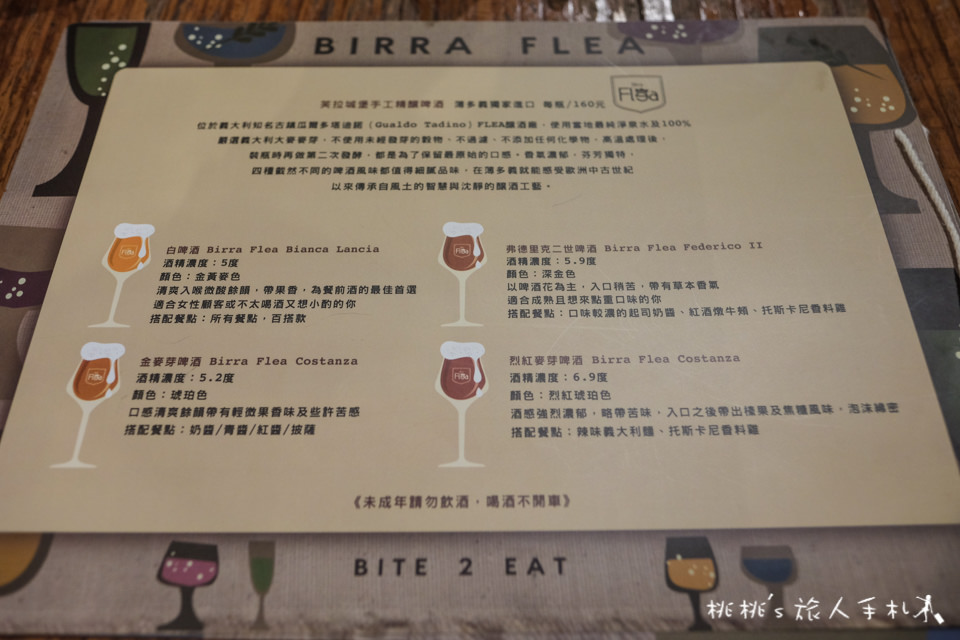 BIRRA FLEA
Birra
Flea
芙拉城堡手工精釀啤酒 薄多義獨家進口 每瓶/160元
位於義大利知名古鎮瓜爾多塔迪諾(Gualdo Tadino)FLEA釀酒廠,使用當地最純淨泉水及100%
嚴選義大利大麥麥芽,不使用未經發芽的穀物、不過濾、不添加任何化學物,高溫處理後,
裝瓶時再做第二次發酵,都是為了保留最原始的口感,香氣濃郁,芬芳獨特,
四種截然不同的啤酒風味都值得細膩品味,在薄多義就能感受歐洲中古世紀
以來傳承自風土的智慧與沈靜的釀酒工藝。
白啤酒 Birra Flea Bianca Lancia
酒精濃度:5度
顏色:金黃麥色
清爽入喉微酸餘韻,帶果香,為餐前酒的最佳首選
適合女性顧客或不太喝酒又想小酌的你
搭配餐點:所有餐點,百搭款
弗德里克二世啤酒 Birra Flea Federico II
酒精濃度:5.9度
顏色:深金色
以啤酒花為主,入口稍苦,帶有草本香氣
適合成熟且想來點重口味的你
搭配餐點:口味較濃的起司奶醬、紅酒燉牛頰、托斯卡尼香料雞
金麥芽啤酒 Birra Flea Costanza
酒精濃度:5.2度
顏色:琥珀色
口感清爽餘韻帶有輕微果香味及些許苦感
搭配餐點:奶醬/青醬/紅醬/披薩
烈紅麥芽啤酒 Birra Flea Costanza
酒精濃度:6.9度
顏色:烈紅琥珀色
酒感強烈濃郁,略帶苦味,入口之後帶出榛果及焦糖風味,泡沫綿密
搭配餐點:辣味義大利麵、托斯卡尼香料雞
《未成年請勿飲酒,喝酒不開車》
BITE 2 EAT
桃桃's旅人手札